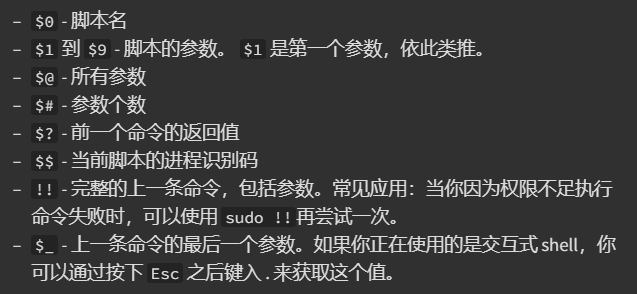 – $0 - 脚本名
– $1 到 $9 - 脚本的参数。 $1 是第一个参数，依此类推。
– $@ - 所有参数
– $# - 参数个数
– $? - 前一个命令的返回值
– $$ - 当前脚本的进程识别码
– !! - 完整的上一条命令，包括参数。常见应用：当你因为权限不足执行
命令失败时，可以使用 sudo !! 再尝试一次。
– $_ - 上一条命令的最后一个参数。如果你正在使用的是交互式 shell，你
可以通过按下 Esc 之后键入 . 来获取这个值。